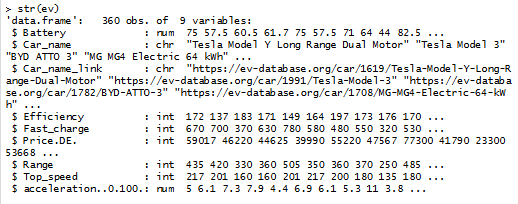 > str(ev)
'data.frame':   360 obs. of  9 variables:
 $ Battery            : num  75 57.5 60.5 61.7 75 57.5 71 64 44 82.5 ...
 $ Car_name           : chr  "Tesla Model Y Long Range Dual Motor" "Tesla Model 3"
"BYD ATTO 3" "MG MG4 Electric 64 kWh" ...
 $ Car_name_link      : chr  "https://ev-database.org/car/1619/Tesla-Model-Y-Long-R
ange-Dual-Motor" "https://ev-database.org/car/1991/Tesla-Model-3" "https://ev-databa
se.org/car/1782/BYD-ATTO-3" "https://ev-database.org/car/1708/MG-MG4-Electric-64-kW
h" ...
 $ Efficiency         : int  172 137 183 171 149 164 197 173 176 170 ...
 $ Fast_charge        : int  670 700 370 630 780 580 480 550 320 530 ...
 $ Price.DE.          : int  59017 46220 44625 39990 55220 47567 77300 41790 23300
53668 ...
 $ Range              : int  435 420 330 360 505 350 360 370 250 485 ...
 $ Top_speed          : int  217 201 160 160 201 217 200 180 135 180 ...
 $ acceleration..0.100.: num  5 6.1 7.3 7.9 4.4 6.9 6.1 5.3 11 3.8 ...